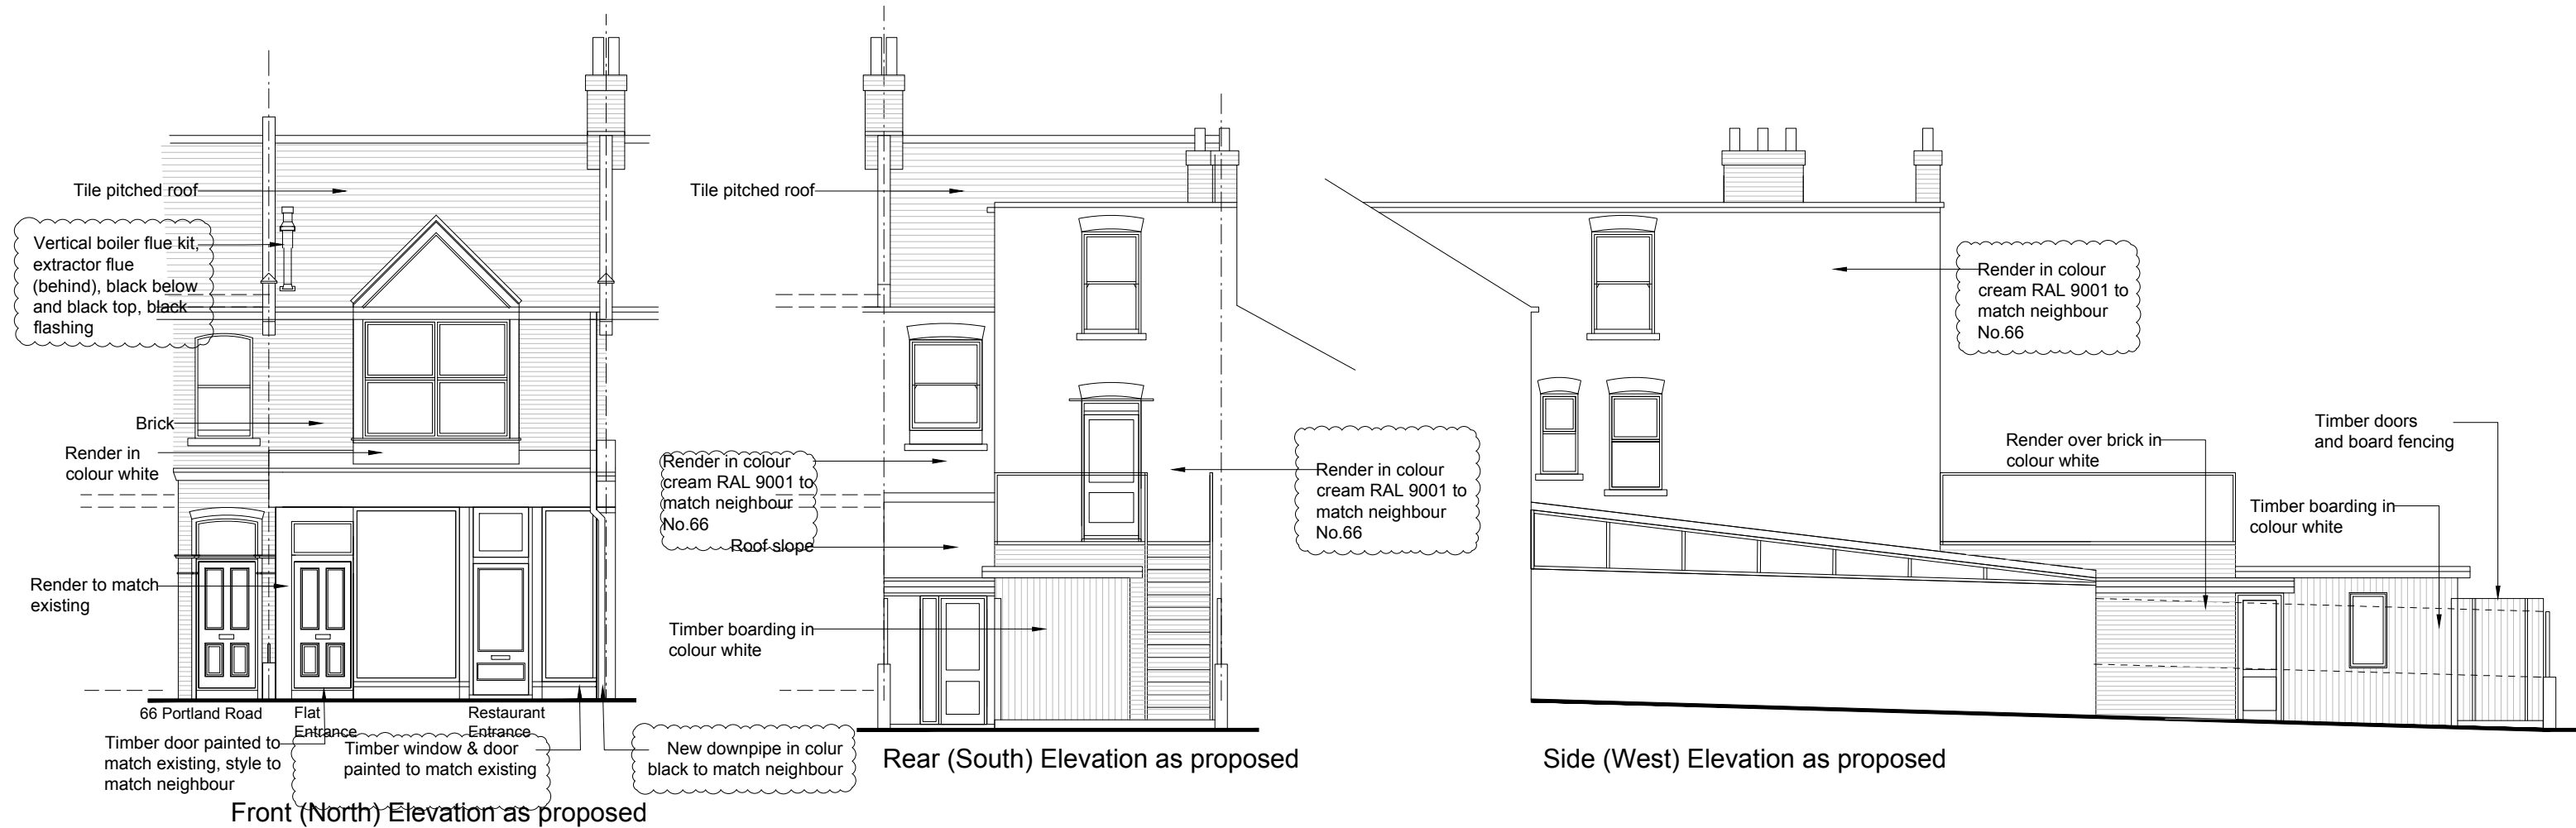 Tile pitched roof
Vertical boiler flue kit,
extractor flue
(behind), black below
and black top, black
flashing
Brick
Render in
colour white
Render to match
existing
66 Portland Road
Flat
Entrance
Restaurant
Entrance
Timber door painted to
match existing, style to
match neighbour
Timber window & door
painted to match existing
New downpipe in colur
black to match neighbour
Front (North) Elevation as proposed
Tile pitched roof
Render in colour
cream RAL 9001 to
match neighbour
No.66
Roof slope
Timber boarding in
colour white
Render in colour
cream RAL 9001 to
match neighbour
No.66
Rear (South) Elevation as proposed
Render in colour
cream RAL 9001 to
match neighbour
No.66
Render over brick in
colour white
Timber doors
and board fencing
Timber boarding in
colour white
Side (West) Elevation as proposed